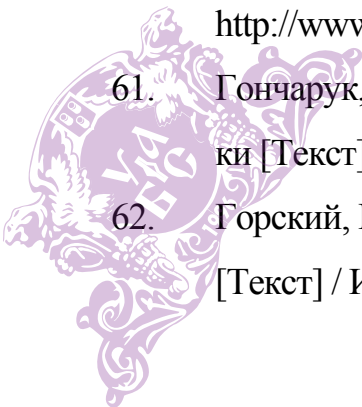 http://www
61. Гончарук,
ки [Текст]
62. Горский,
[Текст] / И